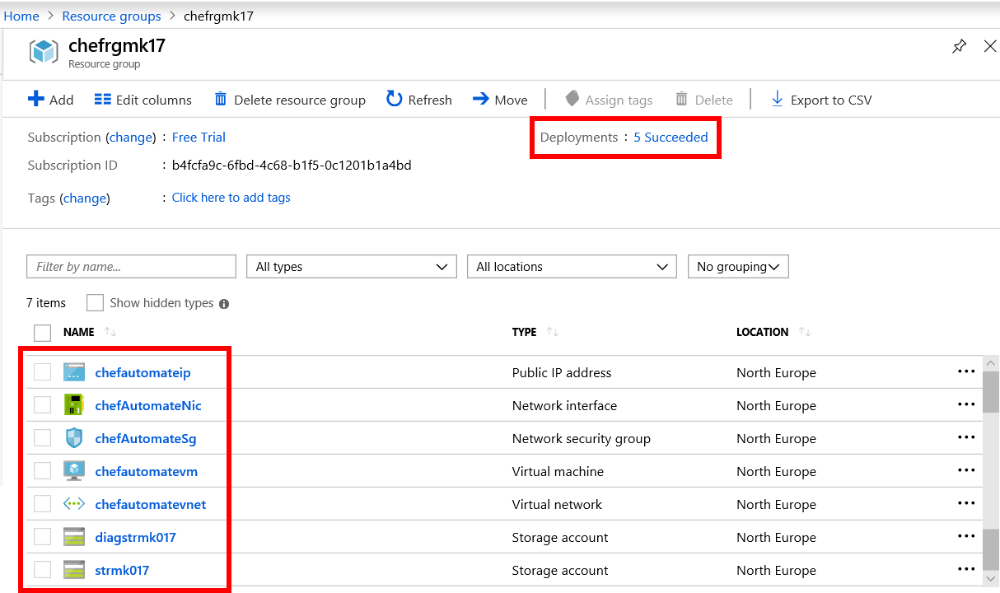 Home > Resource groups > chefrgmk17
chefrgmk17
Resource group
Add Edit columns Delete resource group Refresh Move Assign tags Delete Export to CSV
Subscription (change) : Free Trial Deployments : 5 Succeeded
Subscription ID : b4fcfa9c-6fbd-4c68-b1f5-0c1201b1a4bd
Tags (change) : Click here to add tags
Filter by name... All types All locations No grouping
7 items Show hidden types
NAME TYPE LOCATION
chefautomateip Public IP address North Europe
chefAutomateNic Network interface North Europe
chefAutomateSg Network security group North Europe
chefautomatevm Virtual machine North Europe
chefautomatevnet Virtual network North Europe
diagstrmk017 Storage account North Europe
strmk017 Storage account North Europe